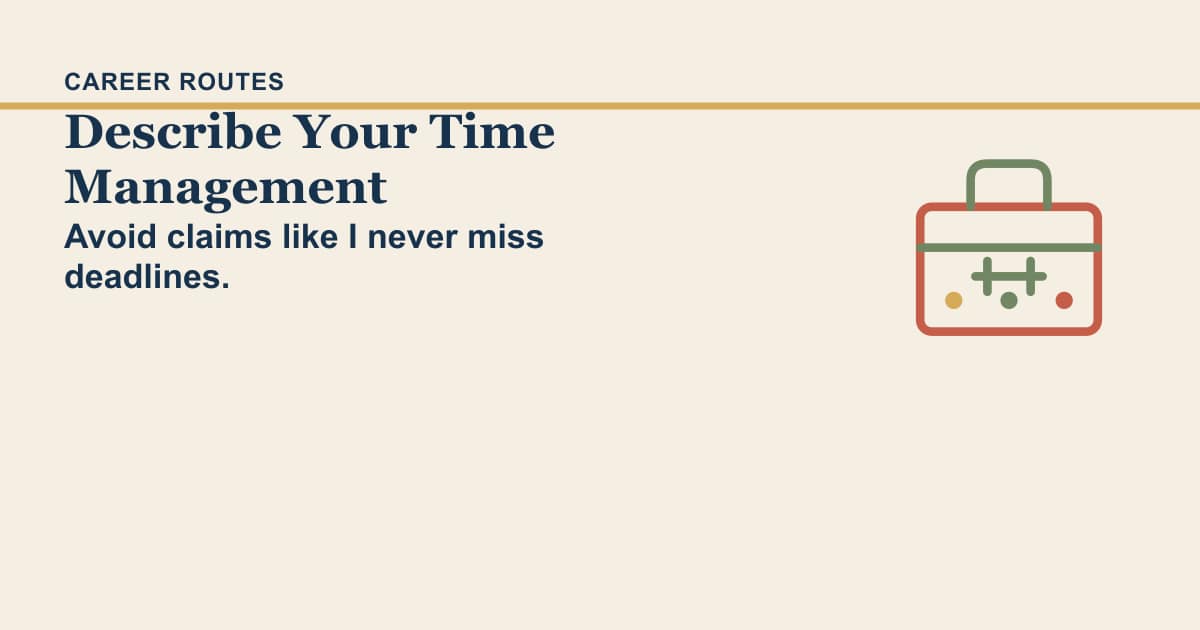 CAREER ROUTES
Describe Your Time
Management
Avoid claims like I never miss
deadlines.